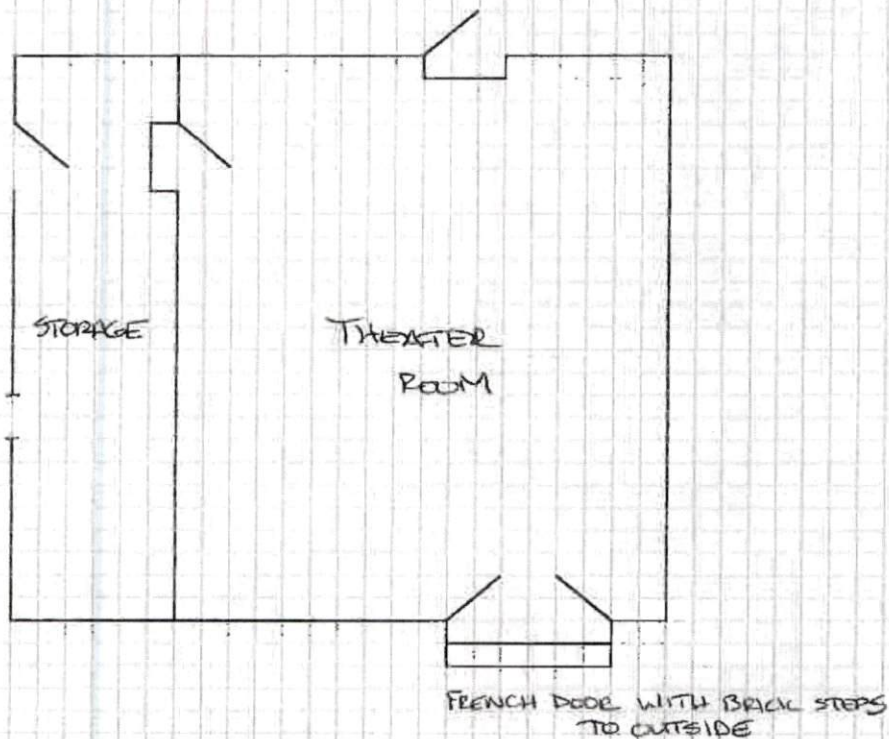 STORAGE
THEATER
ROOM
FRENCH DOOR WITH BRICK STEPS
TO OUTSIDE